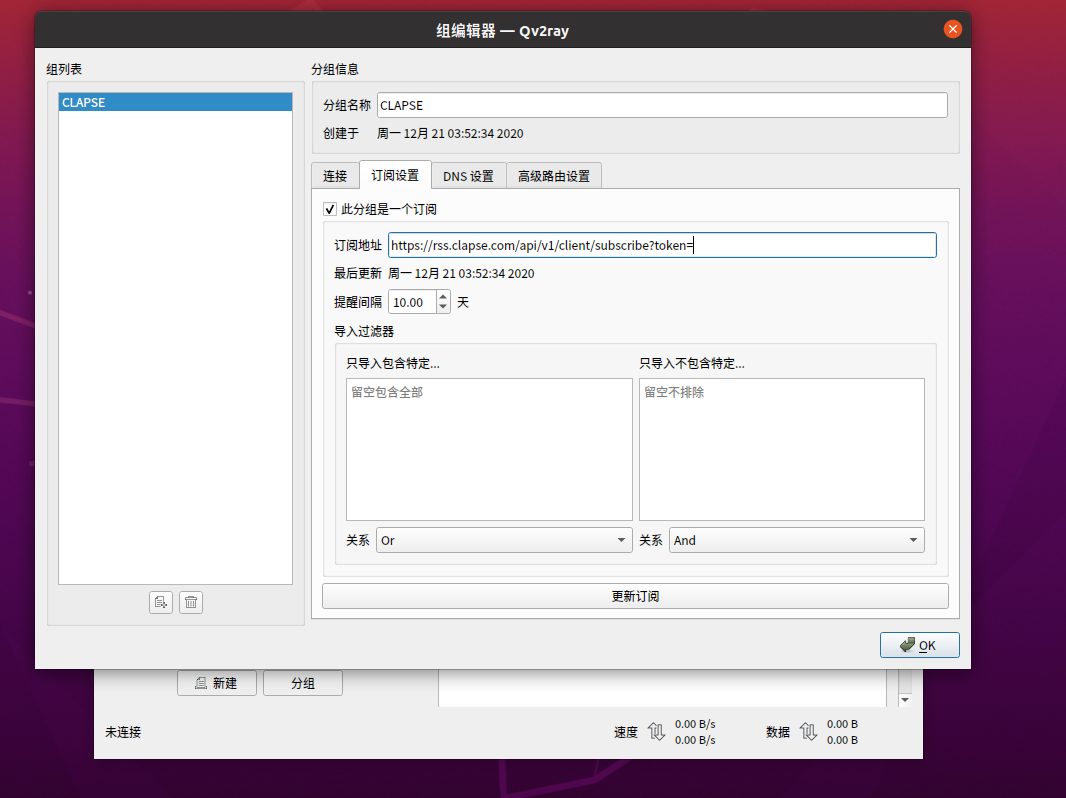 组编辑器 — Qv2ray
组列表
CLAPSE
分组信息
分组名称 CLAPSE
创建于 周一 12月 21 03:52:34 2020
连接 订阅设置 DNS 设置 高级路由设置
此分组是一个订阅
订阅地址 https://rss.clapse.com/api/v1/client/subscribe?token=
最后更新 周一 12月 21 03:52:34 2020
提醒间隔 10.00 天
导入过滤器
只导入包含特定... 只导入不包含特定...
留空包含全部 留空不排除
关系 Or 关系 And
更新订阅
OK
新建 分组
未连接 速度 0.00 B/s 数据 0.00 B
0.00 B/s 0.00 B